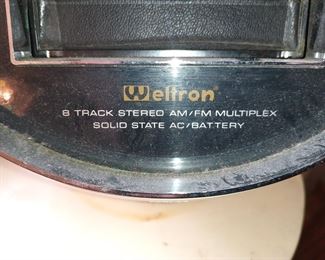 Weltron
8 TRACK STEREO AM/FM MULTIPLEX
SOLID STATE AC/BATTERY